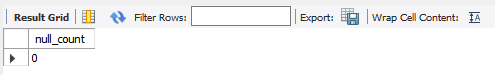 Result Grid Filter Rows: Export: Wrap Cell Content:
null_count
0